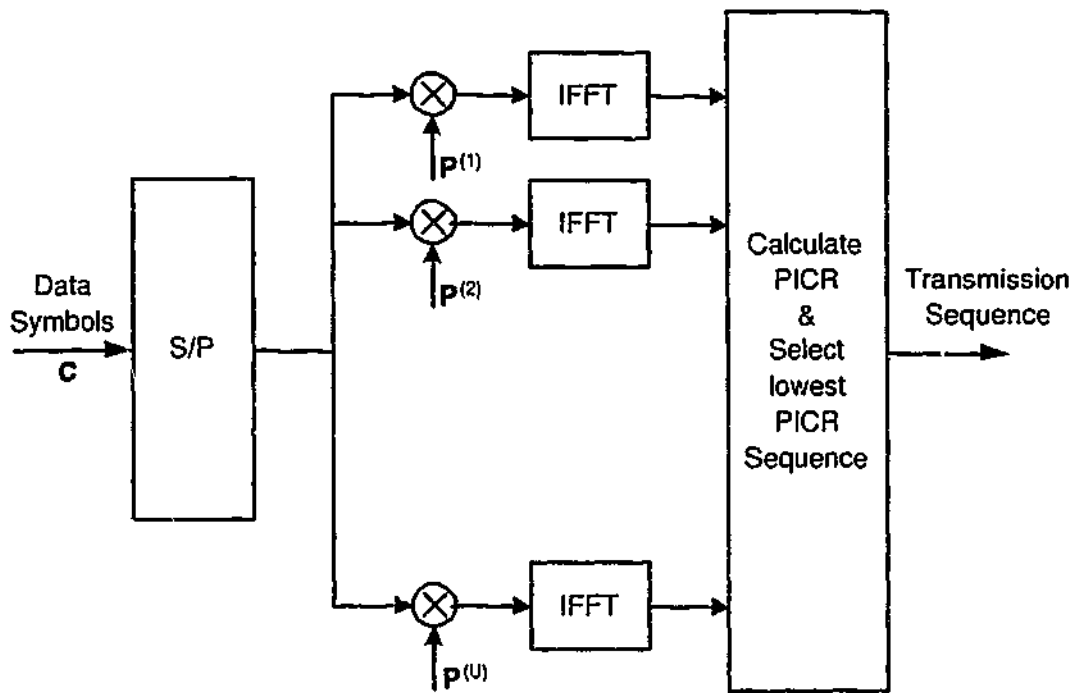 IFFT
P(1)
IFFT
P(2)
Data
Symbols
C
S/P
Calculate
PICR
&
Select
lowest
PICR
Sequence
Transmission
Sequence
IFFT
P(U)